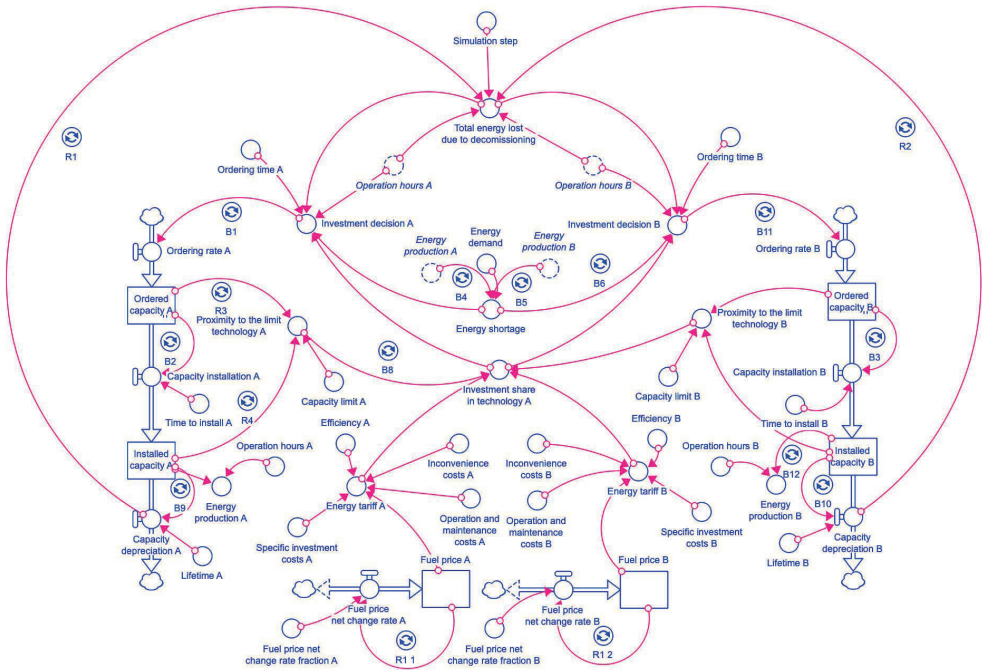 Simulation step
Total energy lost
due to decomissioning
R1
R2
Ordering time A
Operation hours A
Operation hours B
Ordering time B
B1
Investment decision A
Investment decision B
B11
Ordering rate A
Ordering rate B
Energy
production A
Energy
demand
Energy
production B
B4
B5
B6
Energy shortage
Ordered
capacity A
R3
Proximity to the limit
technology A
Proximity to the limit
technology B
Ordered
capacity B
B2
B3
B8
Capacity installation A
Capacity installation B
Investment share
in technology A
Capacity limit A
Capacity limit B
Time to install A
R4
Time to install B
Efficiency A
Efficiency B
Installed
capacity A
Operation hours A
Inconvenience
costs A
Inconvenience
costs B
Operation hours B
Installed
capacity B
B12
B9
B10
Energy
production A
Energy tariff A
Energy tariff B
Energy
production B
Operation and
maintenance
costs A
Operation and
maintenance
costs B
Specific investment
costs A
Specific investment
costs B
Capacity
depreciation A
Capacity
depreciation B
Lifetime A
Lifetime B
Fuel price A
Fuel price B
Fuel price
net change rate A
Fuel price
net change rate B
Fuel price net
change rate fraction A
R1 1
Fuel price net
change rate fraction B
R1 2